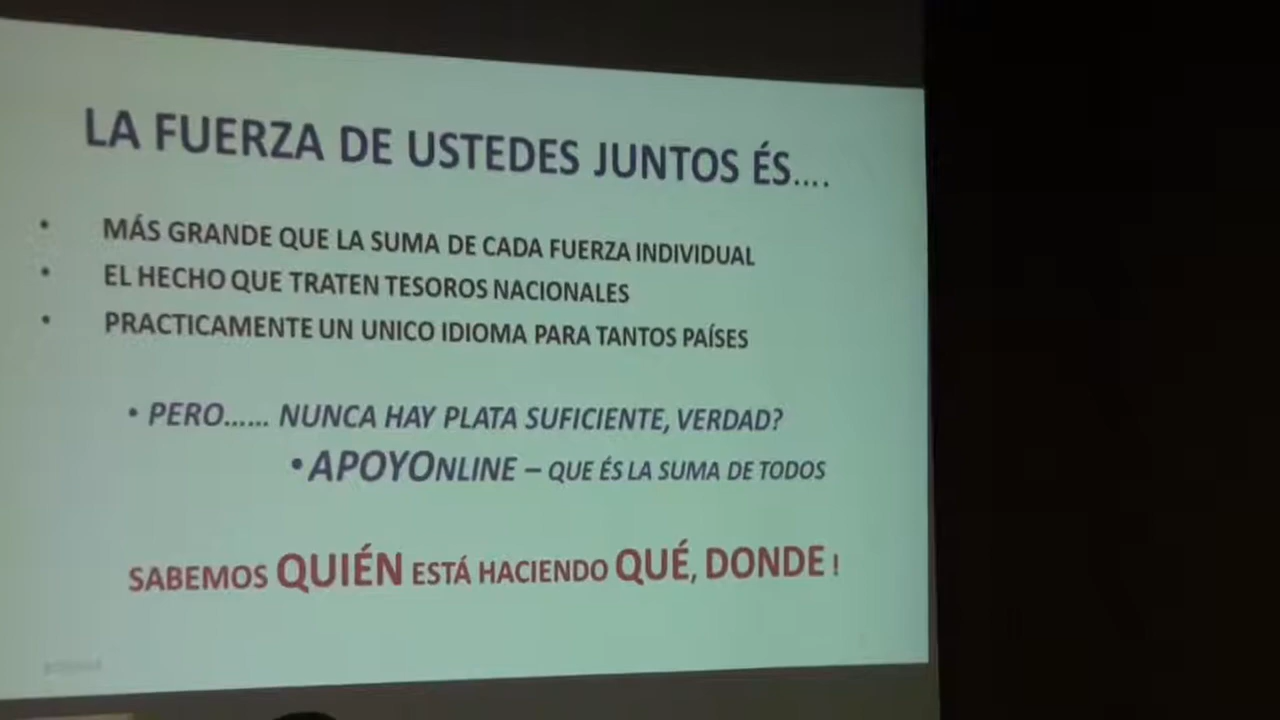 LA FUERZA DE USTEDES JUNTOS ÉS....
• MÁS GRANDE QUE LA SUMA DE CADA FUERZA INDIVIDUAL
• EL HECHO QUE TRATEN TESOROS NACIONALES
• PRACTICAMENTE UN UNICO IDIOMA PARA TANTOS PAÍSES
• PERO...... NUNCA HAY PLATA SUFICIENTE, VERDAD?
• APOYONLINE – QUE ÉS LA SUMA DE TODOS
SABEMOS QUIÉN ESTÁ HACIENDO QUÉ, DONDE !